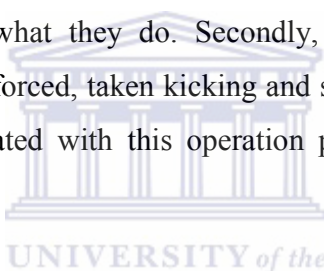 what they do. Secondly,
forced, taken kicking and s
ated with this operation p
UNIVERSITY of the